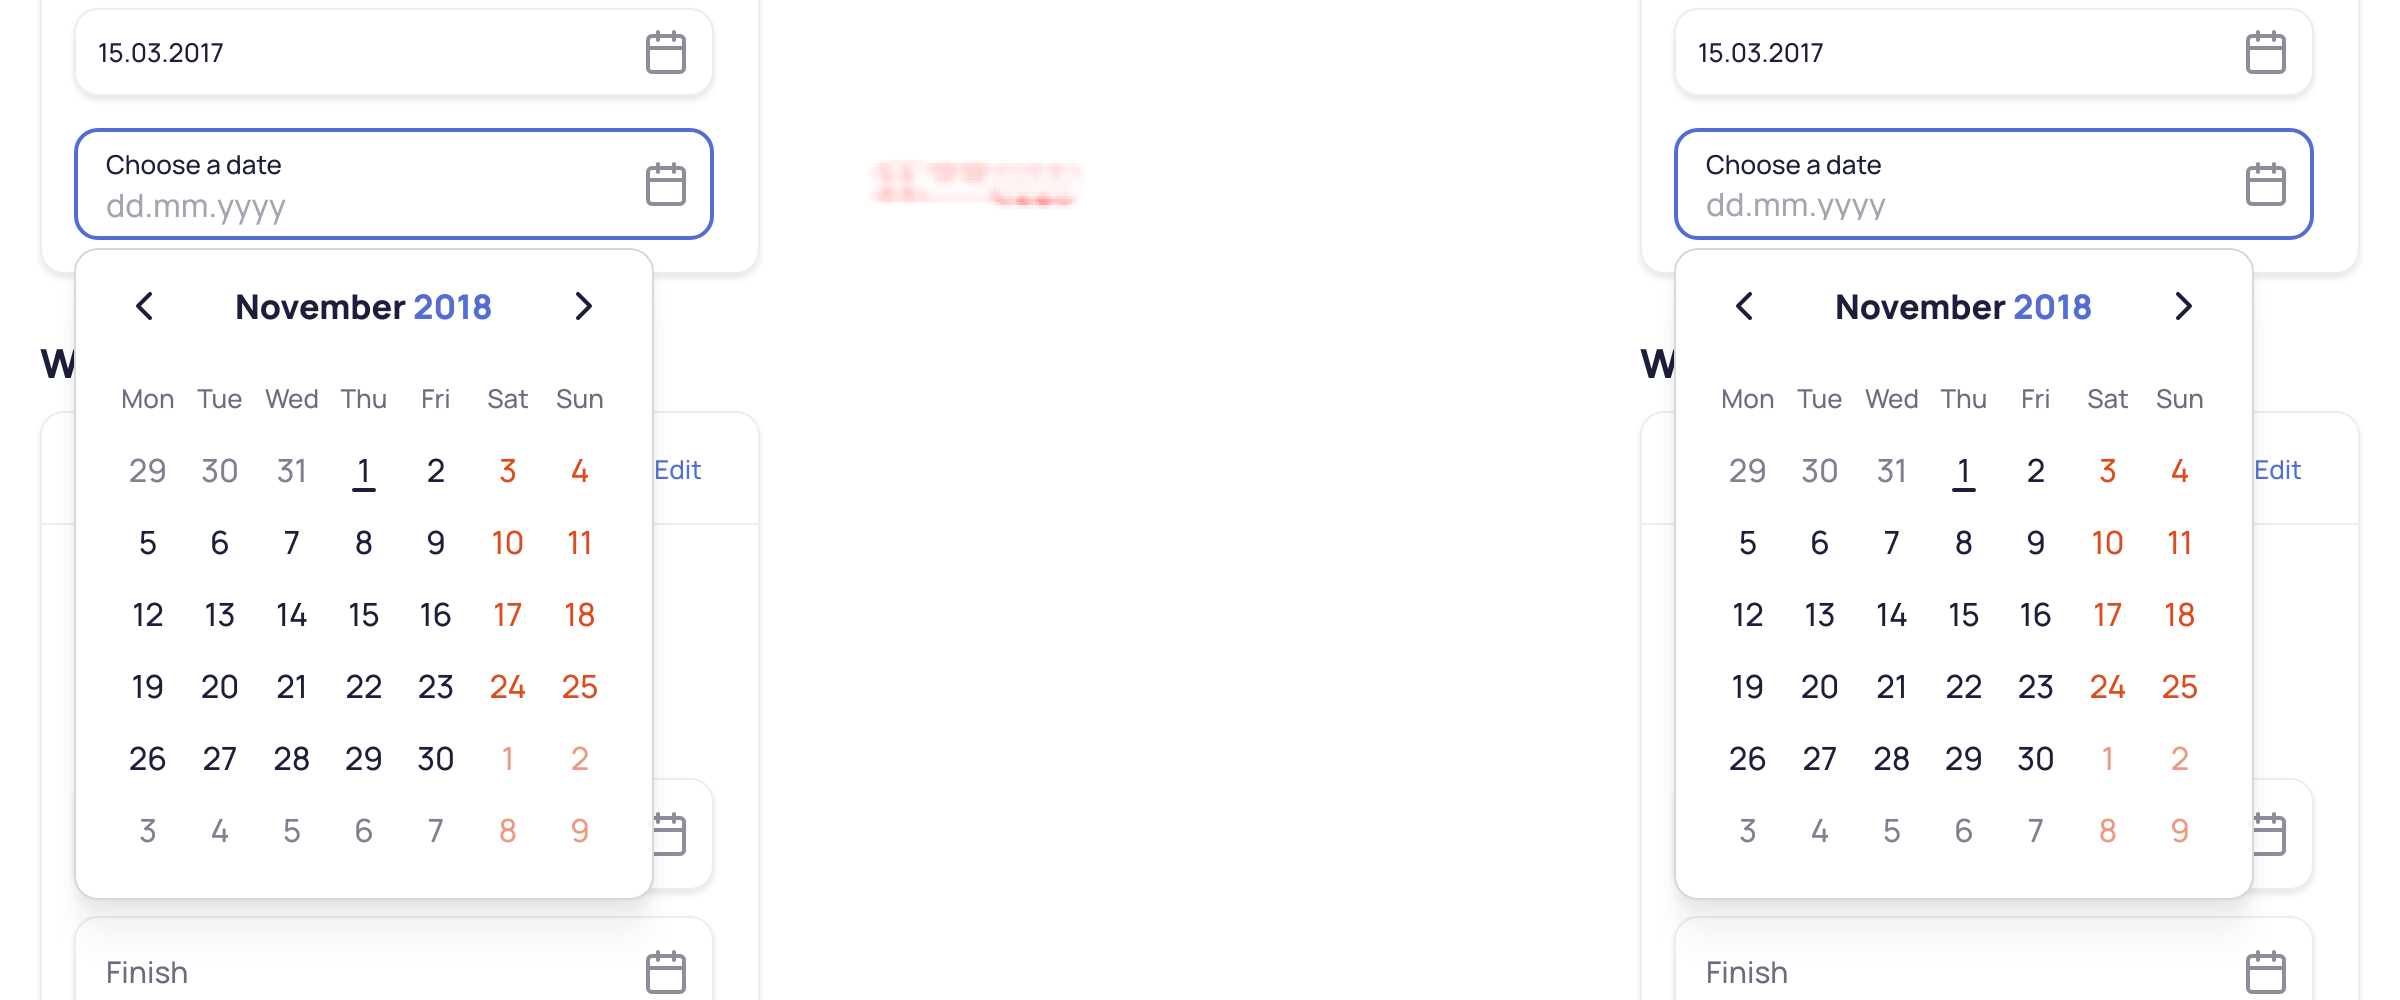 15.03.2017
Choose a date
dd.mm.yyyy
November 2018
W
Mon Tue Wed Thu Fri Sat Sun
29 30 31 1 2 3 4
Edit
5 6 7 8 9 10 11
12 13 14 15 16 17 18
19 20 21 22 23 24 25
26 27 28 29 30 1 2
3 4 5 6 7 8 9
Finish
15.03.2017
Choose a date
dd.mm.yyyy
November 2018
W
Mon Tue Wed Thu Fri Sat Sun
29 30 31 1 2 3 4
Edit
5 6 7 8 9 10 11
12 13 14 15 16 17 18
19 20 21 22 23 24 25
26 27 28 29 30 1 2
3 4 5 6 7 8 9
Finish